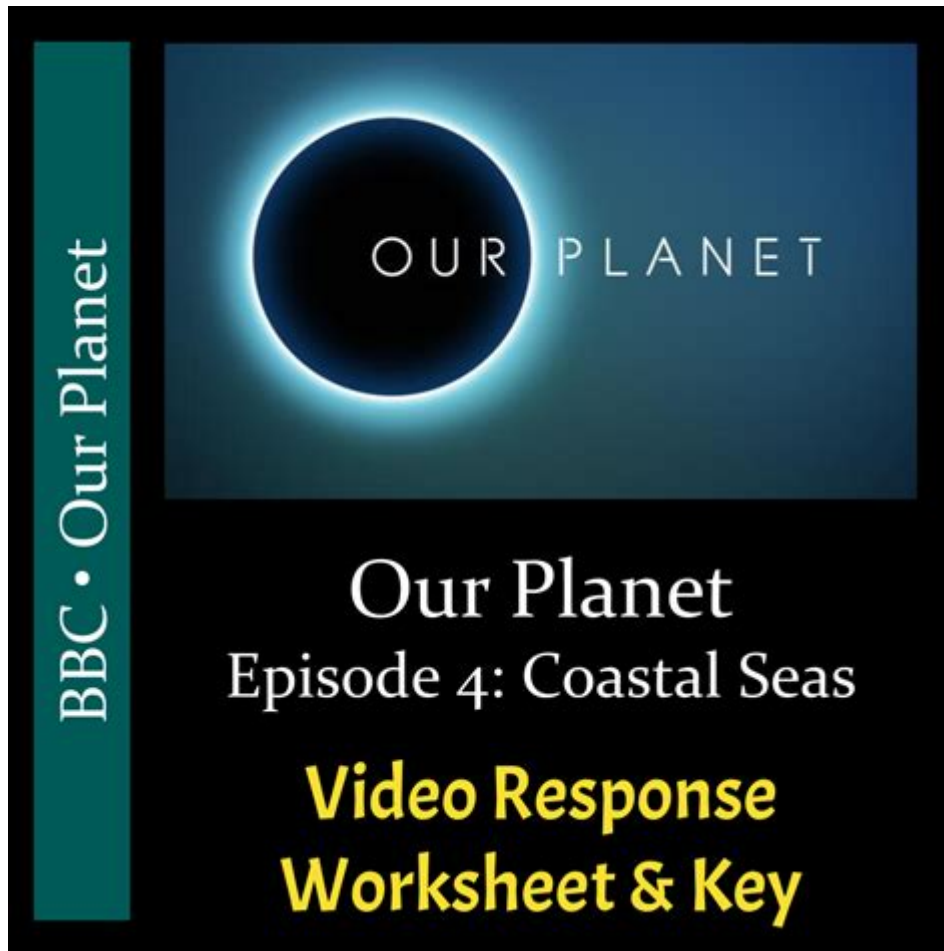 BBC • Our Planet
OUR PLANET
Our Planet
Episode 4: Coastal Seas
Video Response
Worksheet & Key